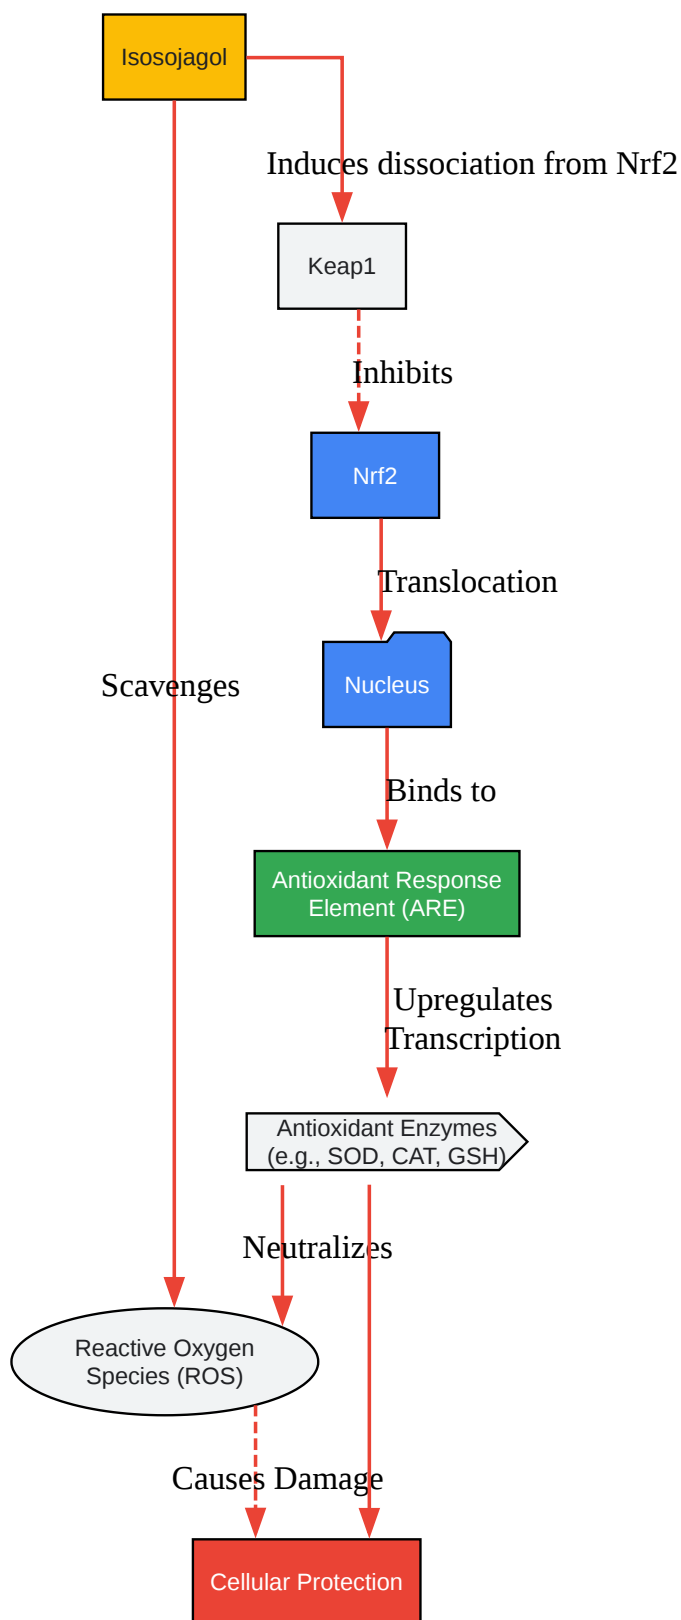 Isosojagol
Induces dissociation from Nrf2
Keap1
Inhibits
Nrf2
Translocation
Nucleus
Scavenges
Binds to
Antioxidant Response
Element (ARE)
Upregulates
Transcription
Antioxidant Enzymes
(e.g., SOD, CAT, GSH)
Neutralizes
Reactive Oxygen
Species (ROS)
Causes Damage
Cellular Protection